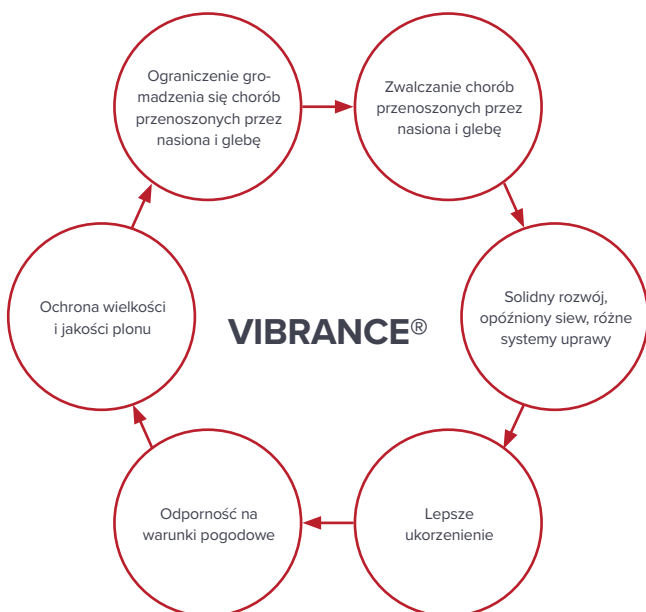 Ograniczenie gro-
madzenia się chorób
przenoszonych przez
nasiona i glebę
Zwalczanie chorób
przenoszonych przez
nasiona i glebę
Ochrona wielkości
i jakości plonu
VIBRANCE®
Solidny rozwój,
opóźniony siew, różne
systemy uprawy
Odporność na
warunki pogodowe
Lepsze
ukorzenienie